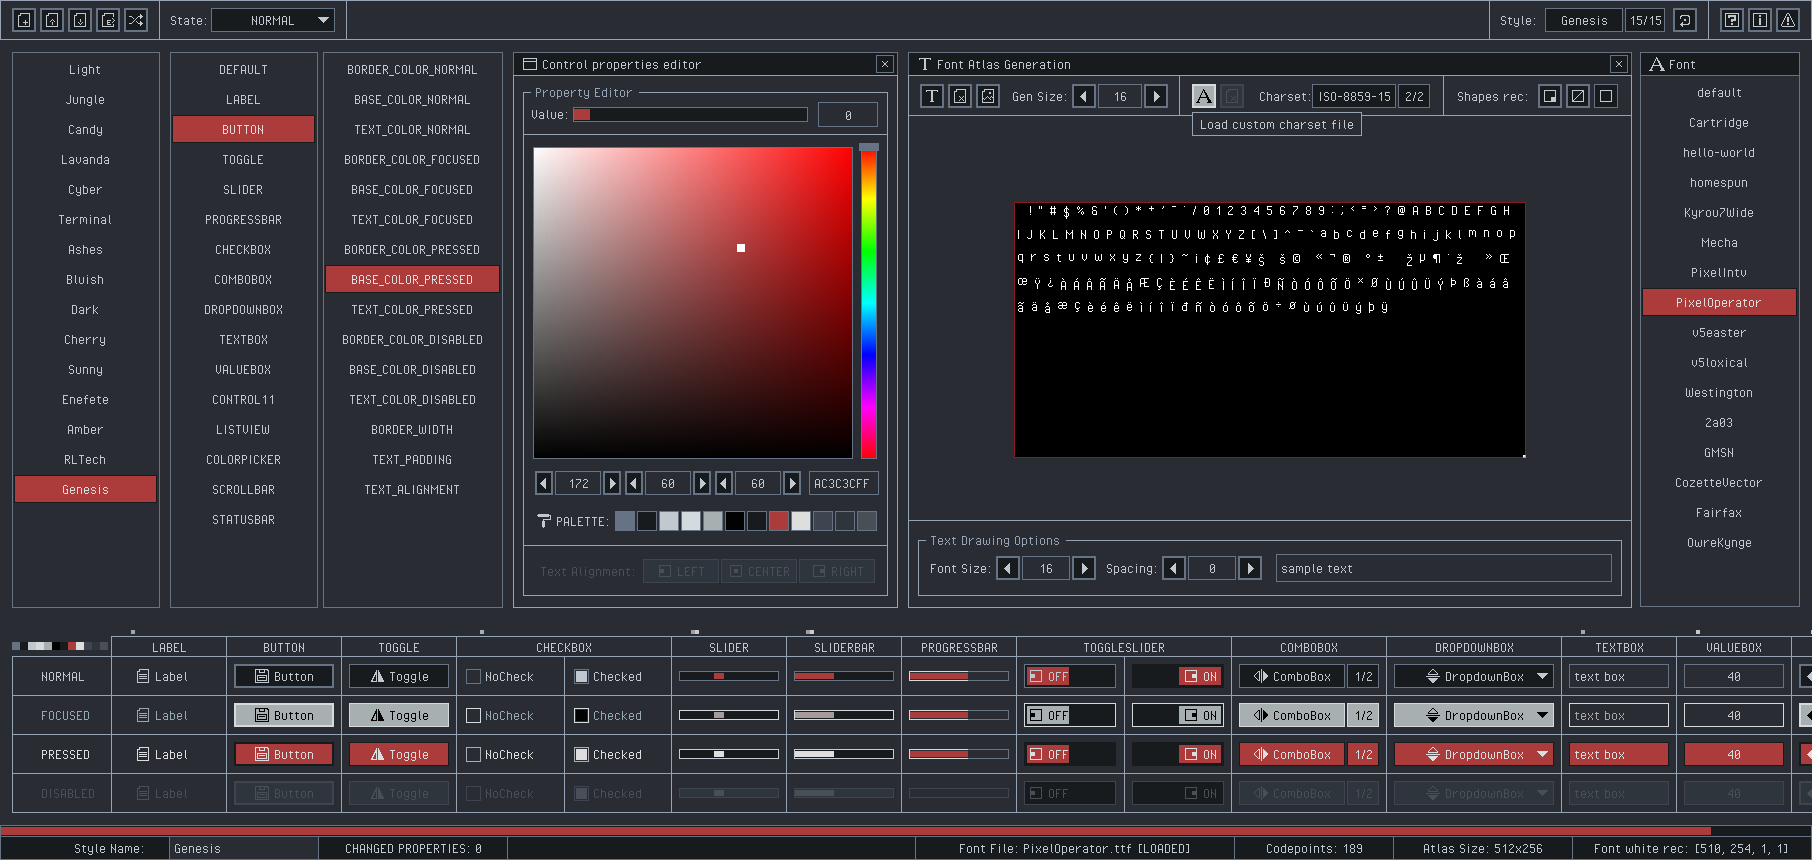 State: NORMAL Style: Genesis 15/15
Light
Jungle
Candy
Lavanda
Cyber
Terminal
Ashes
Bluish
Dark
Cherry
Sunny
Enefete
Amber
RLTech
Genesis
DEFAULT
LABEL
BUTTON
TOGGLE
SLIDER
PROGRESSBAR
CHECKBOX
COMBOBOX
DROPDOWNBOX
TEXTBOX
VALUEBOX
CONTROL11
LISTVIEW
COLORPICKER
SCROLLBAR
STATUSBAR
BORDER_COLOR_NORMAL
BASE_COLOR_NORMAL
TEXT_COLOR_NORMAL
BORDER_COLOR_FOCUSED
BASE_COLOR_FOCUSED
TEXT_COLOR_FOCUSED
BORDER_COLOR_PRESSED
BASE_COLOR_PRESSED
TEXT_COLOR_PRESSED
BORDER_COLOR_DISABLED
BASE_COLOR_DISABLED
TEXT_COLOR_DISABLED
BORDER_WIDTH
TEXT_PADDING
TEXT_ALIGNMENT
Control properties editor
Property Editor
Value: 0
172 60 60 AC3C3CFF
PALETTE:
Text Alignment: LEFT CENTER RIGHT
Font Atlas Generation
Gen Size: 16 Charset: ISO-8859-15 2/2 Shapes rec:
Load custom charset file
! " # $ % & ' ( ) * + , - . / 0 1 2 3 4 5 6 7 8 9 : ; < = > ? @ A B C D E F G H
I J K L M N O P Q R S T U V W X Y Z [ \ ] ^ _ ` a b c d e f g h i j k l m n o p
q r s t u v w x y z { | } ~ ¡ ¢ £ € ¥ Š š © « ¬ ® ° ± Ž µ ¶ · ž » Œ
œ Ÿ ¿ À Á Â Ã Ä Å Æ Ç È É Ê Ë Ì Í Î Ï Ð Ñ Ò Ó Ô Õ Ö × Ø Ù Ú Û Ü Ý Þ ß à á â
ã ä å æ ç è é ê ë ì í î ï ð ñ ò ó ô õ ö ÷ ø ù ú û ü ý þ ÿ
Text Drawing Options
Font Size: 16 Spacing: 0 sample text
Font
default
Cartridge
hello-world
homespun
Kyrou7Wide
Mecha
PixelIntv
PixelOperator
v5easter
v5loxical
Westington
2a03
GMSN
CozetteVector
Fairfax
OwreKynge
LABEL BUTTON TOGGLE CHECKBOX SLIDER SLIDERBAR PROGRESSBAR TOGGLESLIDER COMBOBOX DROPDOWNBOX TEXTBOX VALUEBOX
NORMAL Label Button Toggle NoCheck Checked OFF ON ComboBox 1/2 DropdownBox text box 40
FOCUSED Label Button Toggle NoCheck Checked OFF ON ComboBox 1/2 DropdownBox text box 40
PRESSED Label Button Toggle NoCheck Checked OFF ON ComboBox 1/2 DropdownBox text box 40
DISABLED Label Button Toggle NoCheck Checked OFF ON ComboBox 1/2 DropdownBox text box 40
Style Name: Genesis CHANGED PROPERTIES: 0 Font File: PixelOperator.ttf [LOADED] Codepoints: 189 Atlas Size: 512x256 Font white rec: [510, 254, 1, 1]